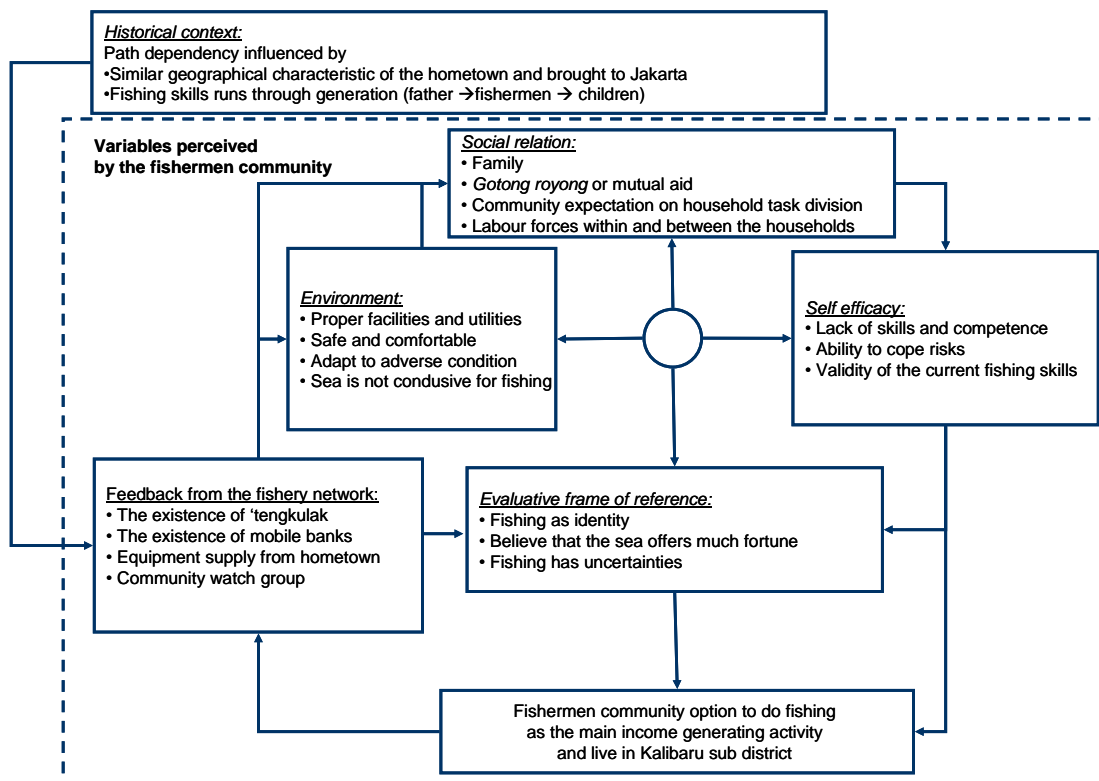 Historical context:
Path dependency influenced by
•Similar geographical characteristic of the hometown and brought to Jakarta
•Fishing skills runs through generation (father →fishermen → children)
Variables perceived
by the fishermen community
Social relation:
• Family
• Gotong royong or mutual aid
• Community expectation on household task division
• Labour forces within and between the households
Environment:
• Proper facilities and utilities
• Safe and comfortable
• Adapt to adverse condition
• Sea is not condusive for fishing
Self efficacy:
• Lack of skills and competence
• Ability to cope risks
• Validity of the current fishing skills
Feedback from the fishery network:
• The existence of ‘tengkulak
• The existence of mobile banks
• Equipment supply from hometown
• Community watch group
Evaluative frame of reference:
• Fishing as identity
• Believe that the sea offers much fortune
• Fishing has uncertainties
Fishermen community option to do fishing
as the main income generating activity
and live in Kalibaru sub district